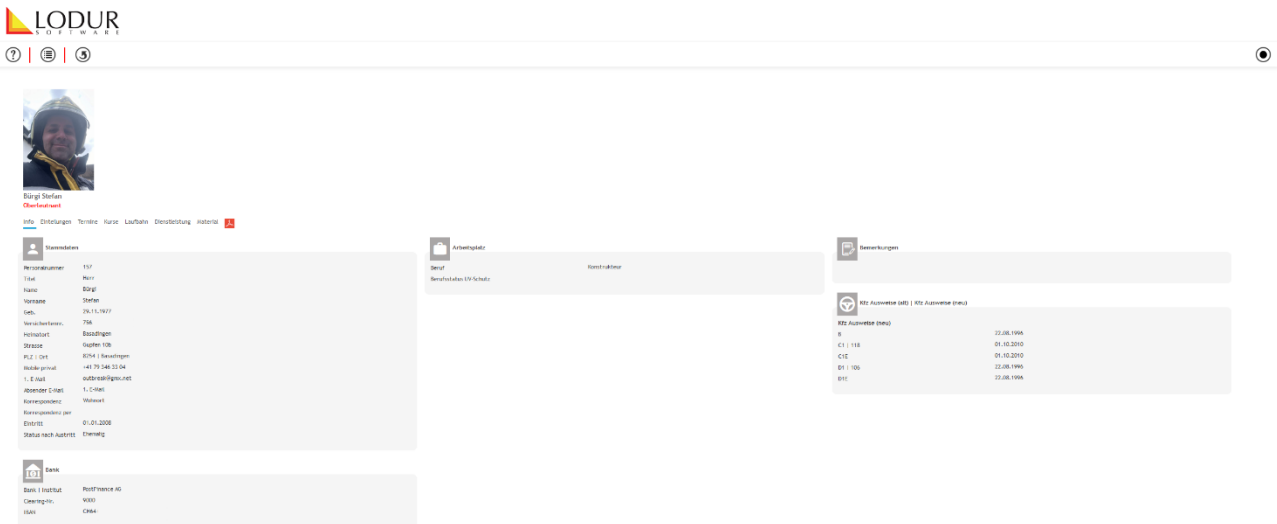 LODUR
SOFTWARE
Bürgi Stefan
Oberleutnant
Info Einteilungen Termine Kurse Laufbahn Dienstleistung Material
Stammdaten
Personalnummer 157
Titel Herr
Name Bürgi
Vorname Stefan
Geb. 29.11.1977
Versichertennr. 756
Heimatort Basadingen
Strasse Gupfen 10b
PLZ | Ort 8254 | Basadingen
Mobile privat +41 79 346 33 04
1. E-Mail outbreak@gmx.net
Absender E-Mail 1. E-Mail
Korrespondenz Wohnort
Korrespondenz per
Eintritt 01.01.2008
Status nach Austritt Ehemalig
Bank
Bank | Institut PostFinance AG
Clearing-Nr. 9000
IBAN
Arbeitsplatz
Beruf Konstrukteur
Berufsstatus UV-Schutz
Bemerkungen
Kfz Ausweise (alt) | Kfz Ausweise (neu)
Kfz Ausweise (neu)
B 22.08.1996
C1 | 118 01.10.2010
C1E 01.10.2010
D1 | 106 22.08.1996
D1E 22.08.1996